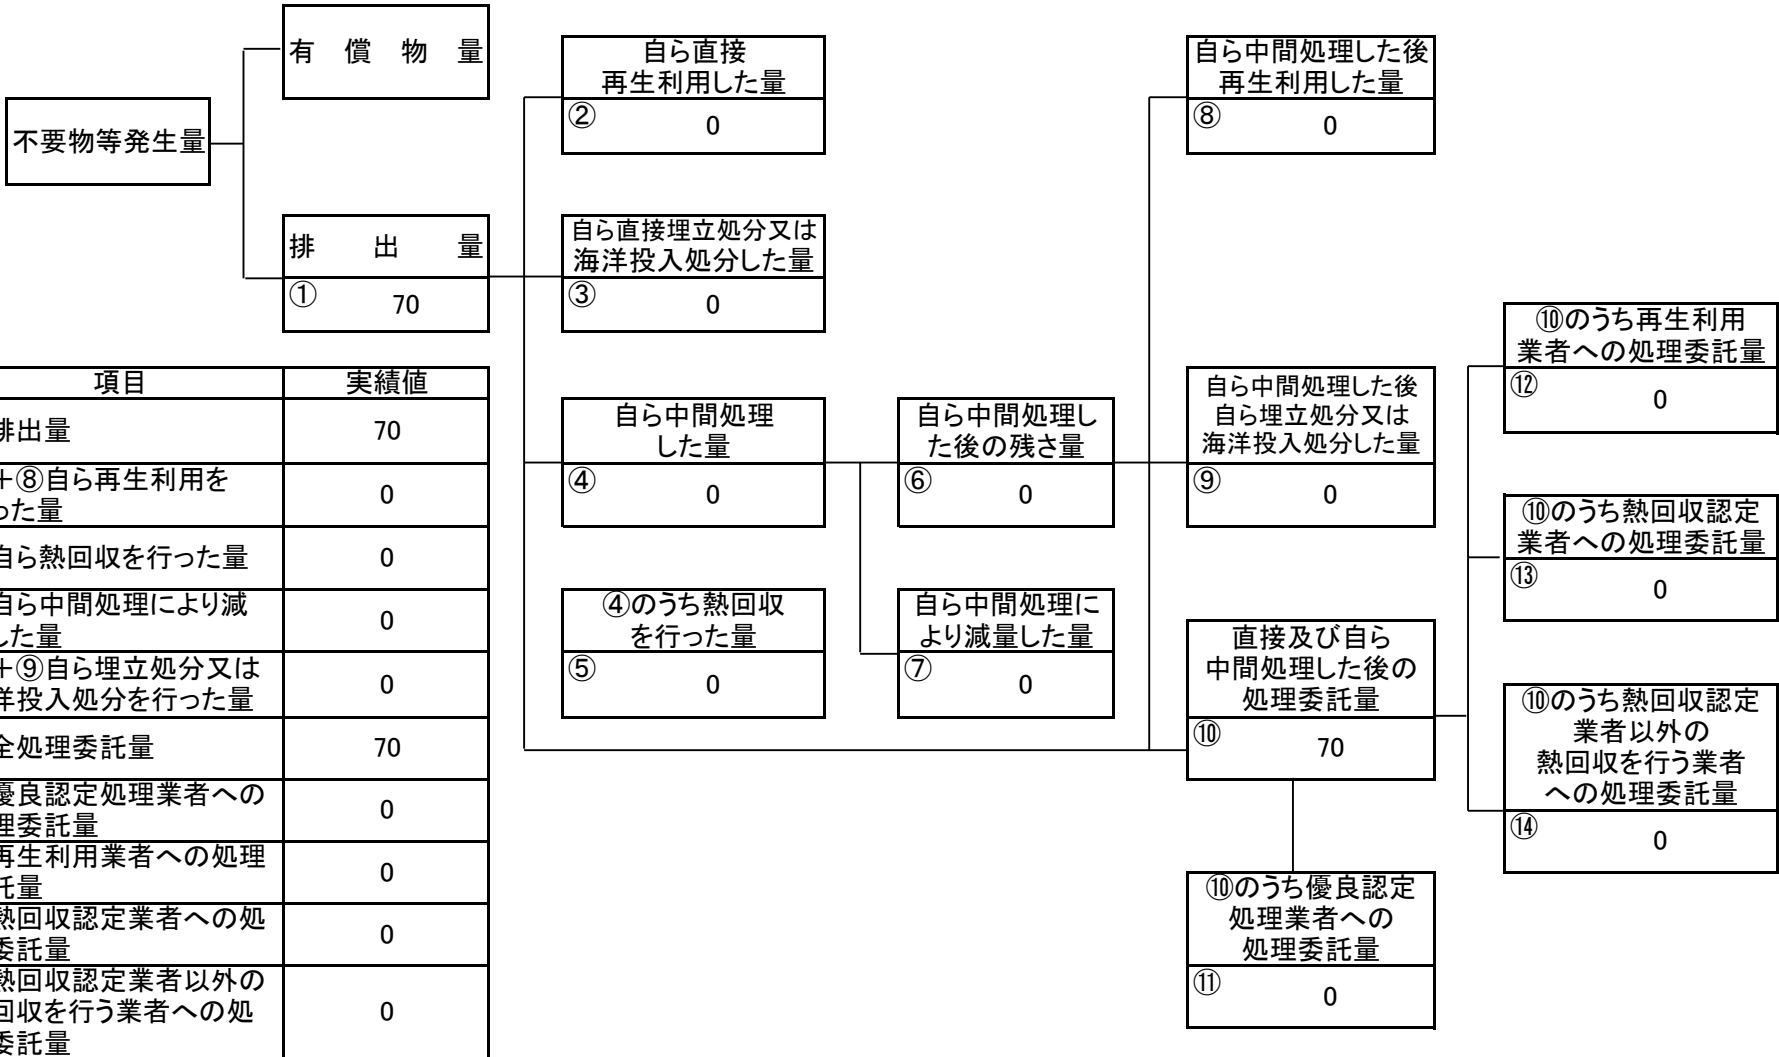 有償物量
不要物等発生量
排出量
①
70
自ら直接
再生利用した量
②
0
自ら直接埋立処分又は
海洋投入処分した量
③
0
自ら中間処理
した量
④
0
④のうち熱回収
を行った量
⑤
0
自ら中間処理し
た後の残さ量
⑥
0
自ら中間処理に
より減量した量
⑦
0
自ら中間処理した後
再生利用した量
⑧
0
自ら中間処理した後
自ら埋立処分又は
海洋投入処分した量
⑨
0
直接及び自ら
中間処理した後の
処理委託量
⑩
70
⑩のうち優良認定
処理業者への
処理委託量
⑪
0
⑩のうち再生利用
業者への処理委託量
⑫
0
⑩のうち熱回収認定
業者への処理委託量
⑬
0
⑩のうち熱回収認定
業者以外の
熱回収を行う業者
への処理委託量
⑭
0
項目 実績値
排出量 70
+⑧自ら再生利用を
った量 0
自ら熱回収を行った量 0
自ら中間処理により減
した量 0
+⑨自ら埋立処分又は
洋投入処分を行った量 0
全処理委託量 70
優良認定処理業者への
理委託量 0
再生利用業者への処理
託量 0
熱回収認定業者への処
委託量 0
熱回収認定業者以外の
回収を行う業者への処
委託量 0